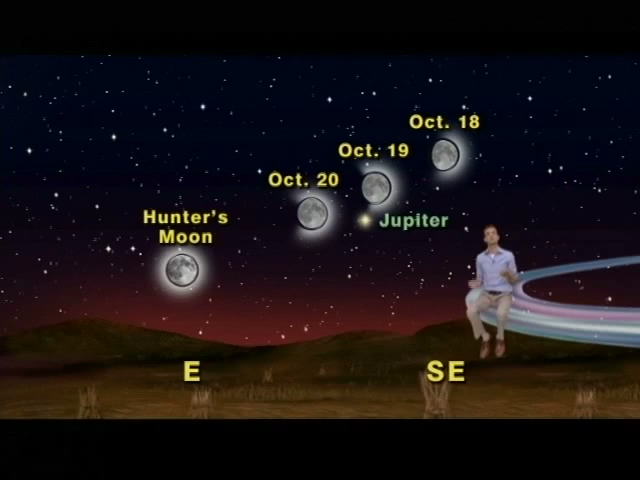 Oct. 18
Oct. 19
Oct. 20
Hunter's
Moon
Jupiter
E
SE